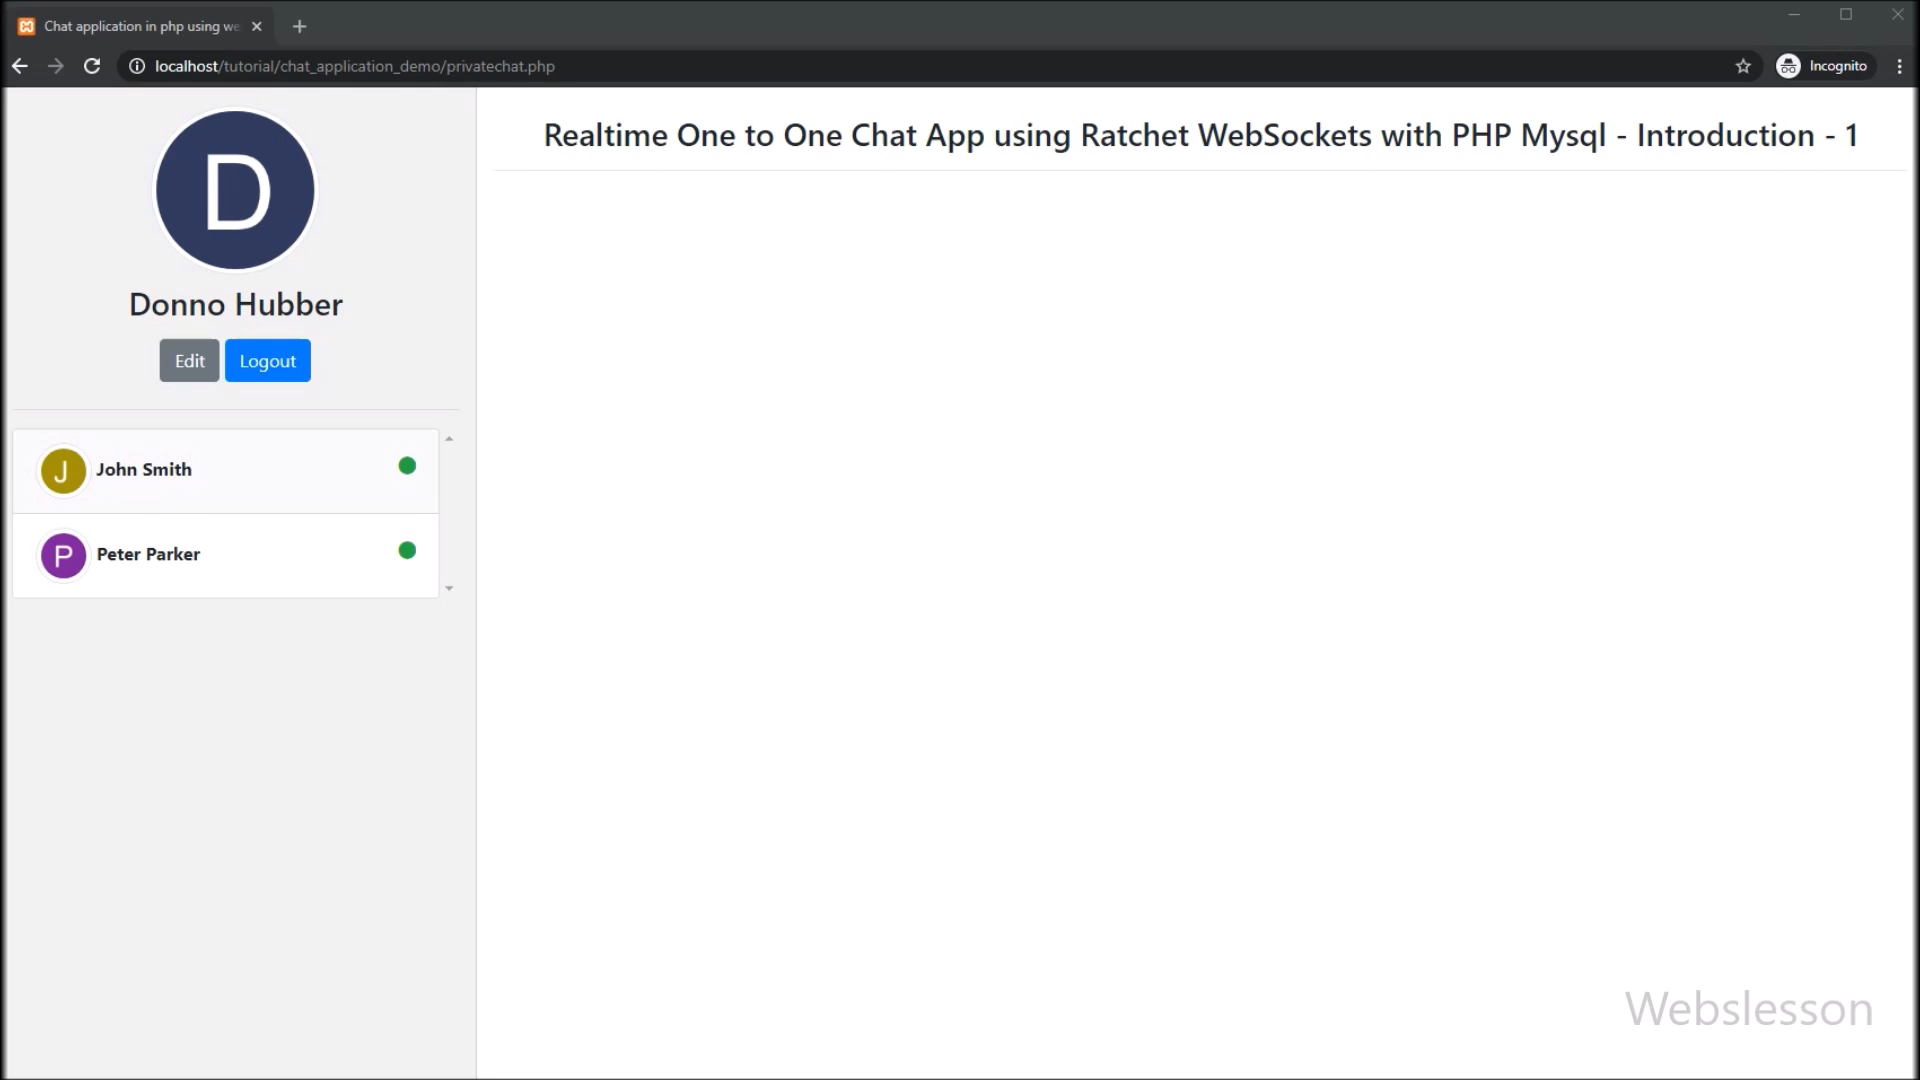 Chat application in php using we
localhost/tutorial/chat_application_demo/privatechat.php
Incognito
D
Donno Hubber
Edit Logout
J John Smith
P Peter Parker
Realtime One to One Chat App using Ratchet WebSockets with PHP Mysql - Introduction - 1
Webslesson